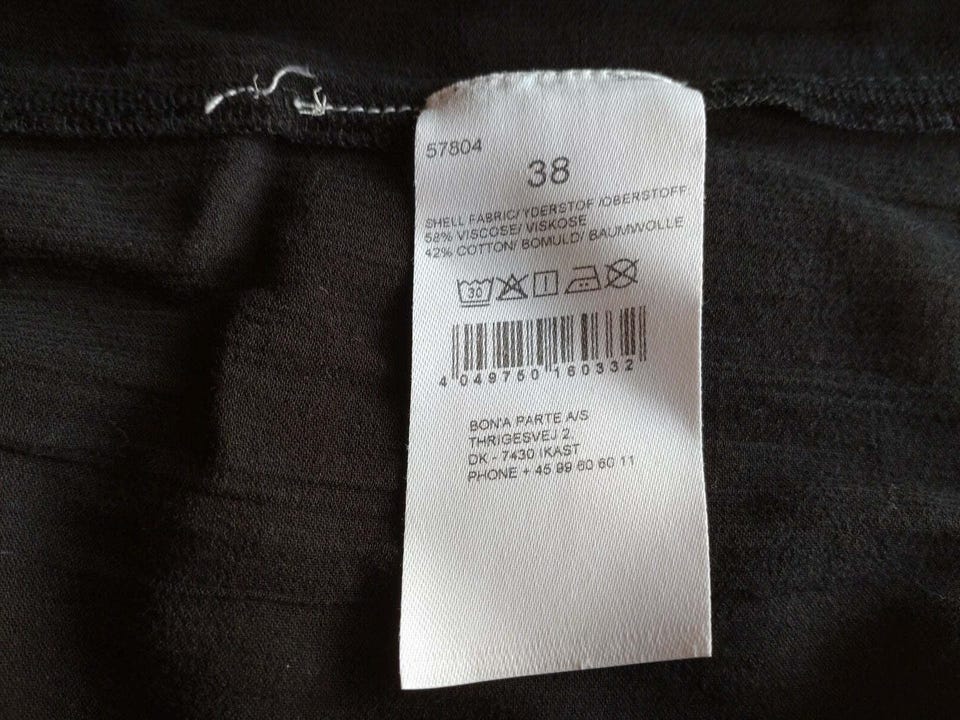 57804
38
SHELL FABRIC/ YDERSTOF /OBERSTOFF:
58% VISCOSE/ VISKOSE
42% COTTON/ BOMULD/ BAUMWOLLE
30
4 049750 160332
BON'A PARTE A/S
THRIGESVEJ 2.
DK - 7430 IKAST
PHONE + 45 99 60 60 11